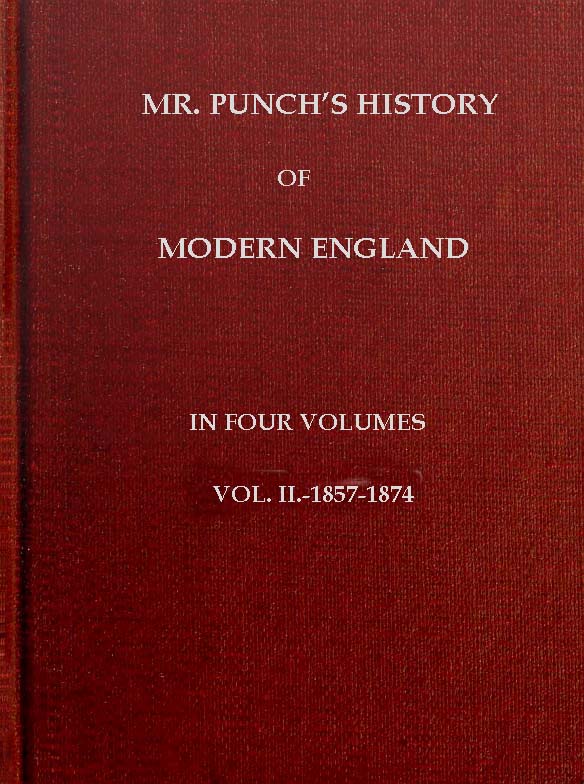 MR. PUNCH'S HISTORY
OF
MODERN ENGLAND
IN FOUR VOLUMES
VOL. II.-1857-1874